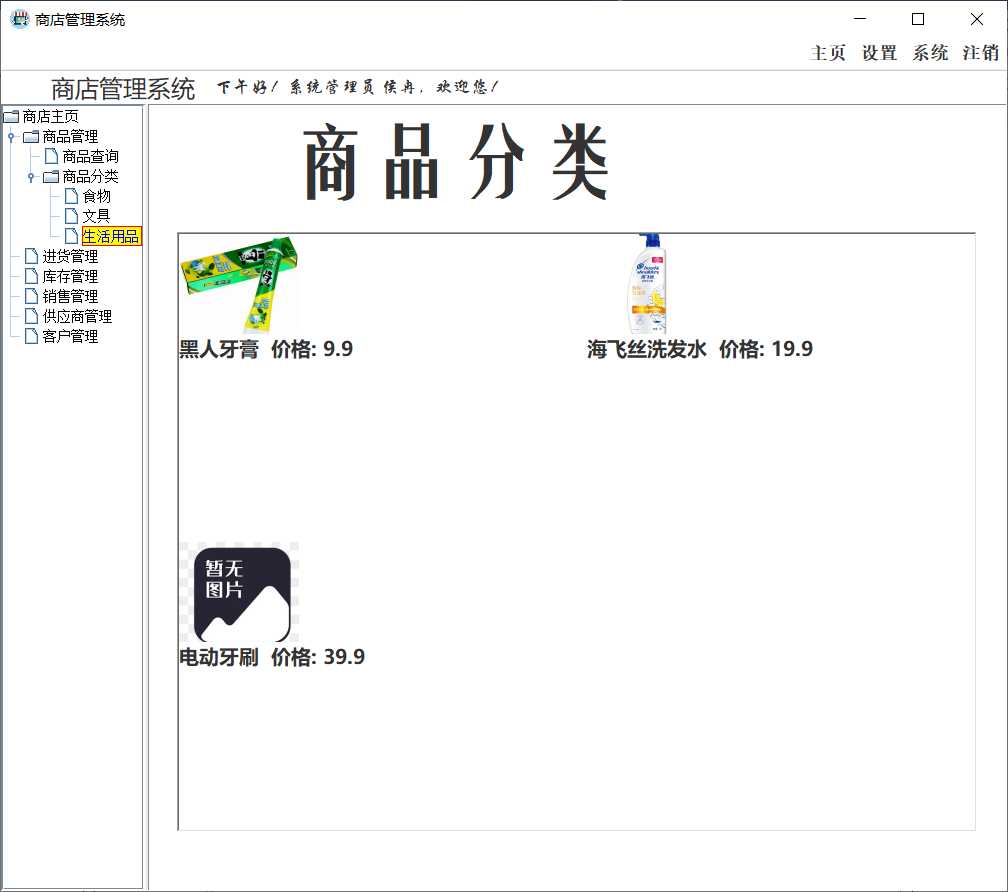 商店管理系统
主页 设置 系统 注销
商店管理系统 下午好！系统管理员侯冉，欢迎您！
商店主页
商品管理
商品查询
商品分类
食物
文具
生活用品
进货管理
库存管理
销售管理
供应商管理
客户管理
商品分类
黑人牙膏 价格: 9.9
海飞丝洗发水 价格: 19.9
暂无
图片
电动牙刷 价格: 39.9